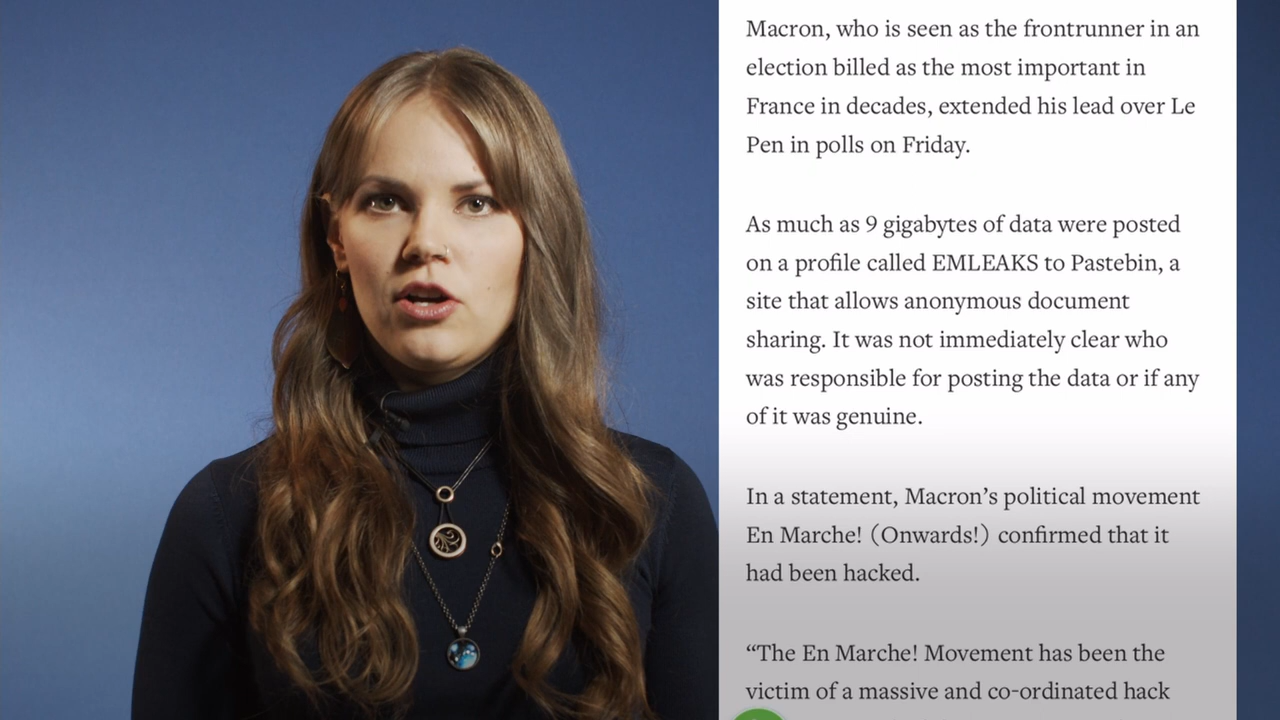 Macron, who is seen as the frontrunner in an
election billed as the most important in
France in decades, extended his lead over Le
Pen in polls on Friday.
As much as 9 gigabytes of data were posted
on a profile called EMLEAKS to Pastebin, a
site that allows anonymous document
sharing. It was not immediately clear who
was responsible for posting the data or if any
of it was genuine.
In a statement, Macron’s political movement
En Marche! (Onwards!) confirmed that it
had been hacked.
“The En Marche! Movement has been the
victim of a massive and co-ordinated hack